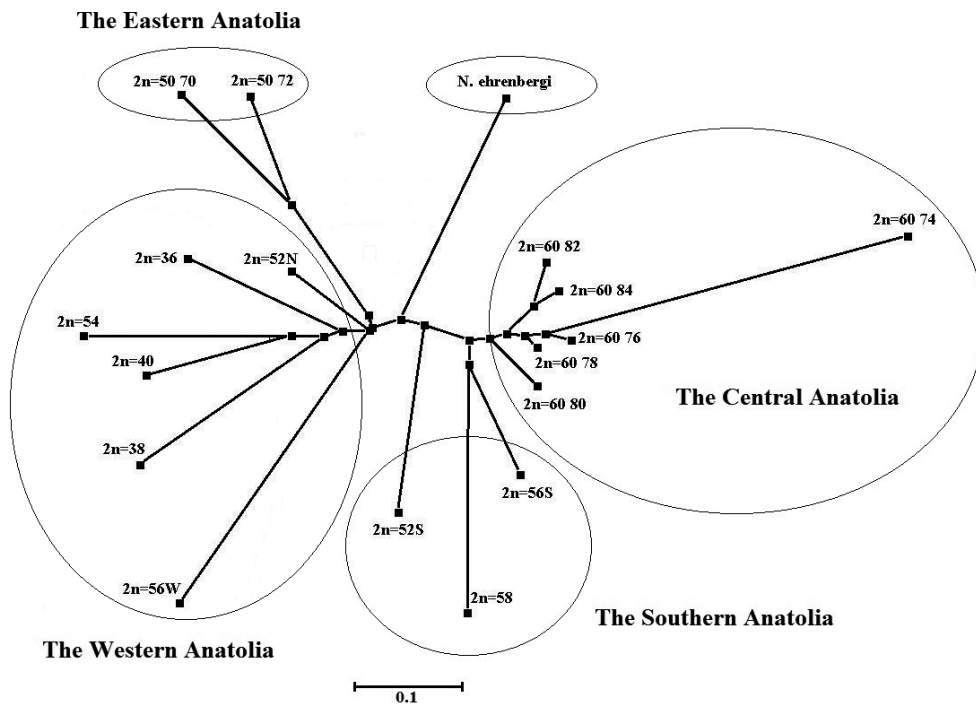 The Eastern Anatolia
2n=50 70
2n=50 72
N. ehrenbergi
2n=60 74
2n=60 82
2n=36
2n=52N
2n=60 84
2n=54
2n=60 76
2n=40
2n=60 78
2n=60 80
The Central Anatolia
2n=38
2n=56S
2n=52S
2n=56W
2n=58
The Southern Anatolia
The Western Anatolia
0.1